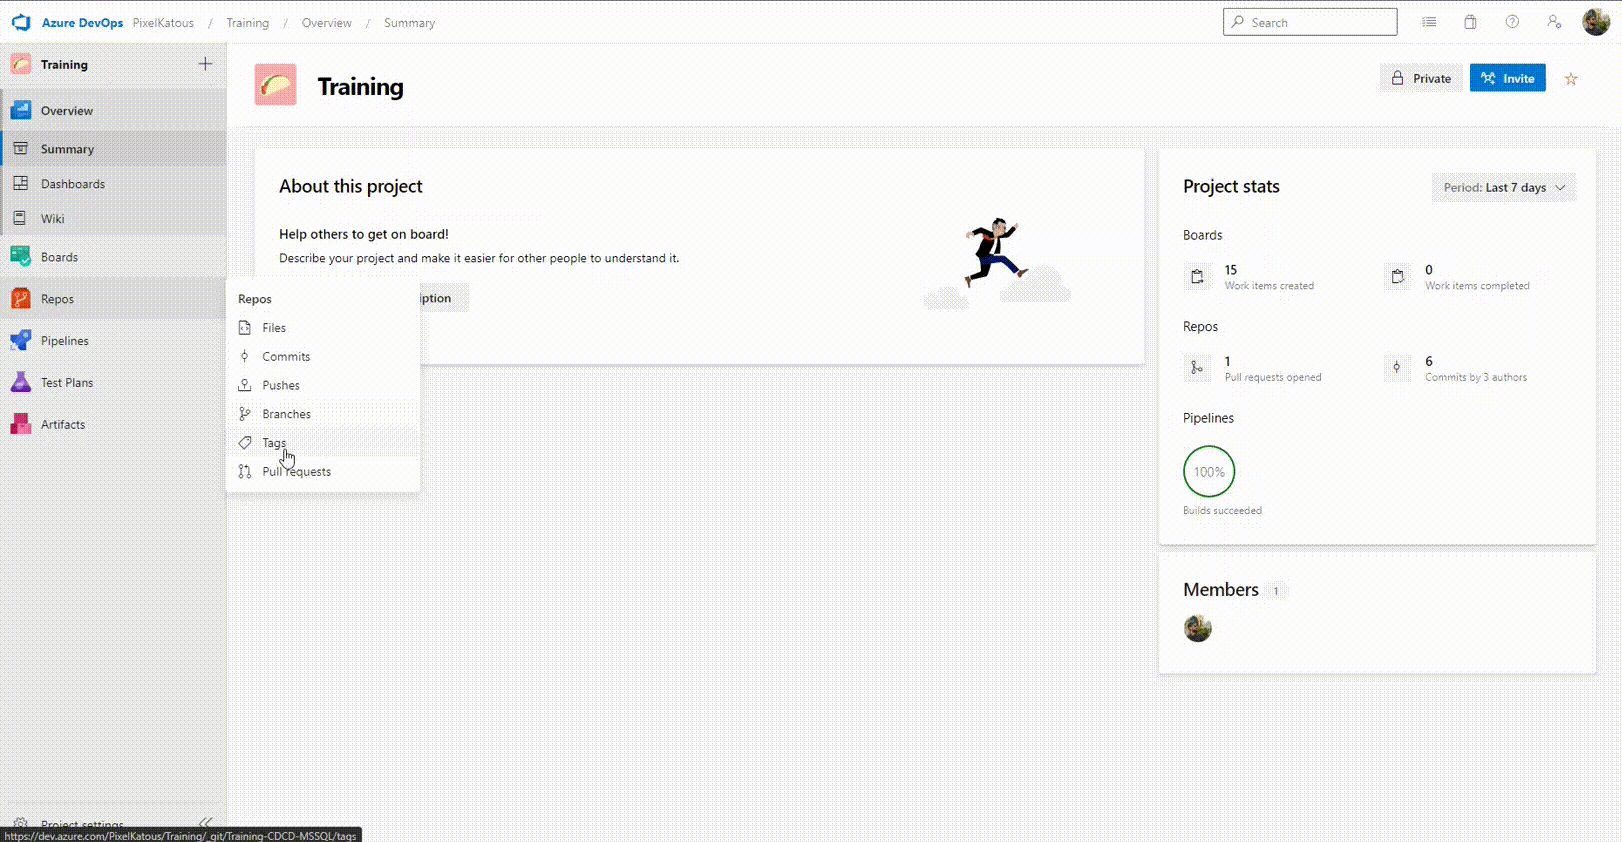 Azure DevOps PixelKatous / Training / Overview / Summary
Search
Training
Overview
Summary
Dashboards
Wiki
Boards
Repos
Pipelines
Test Plans
Artifacts
Project settings
https://dev.azure.com/PixelKatous/Training/_git/Training-CDCD-MSSQL/tags
Repos
Files
Commits
Pushes
Branches
Tags
Pull requests
Training
Private
Invite
About this project
Help others to get on board!
Describe your project and make it easier for other people to understand it.
iption
Project stats
Period: Last 7 days
Boards
15
Work items created
0
Work items completed
Repos
1
Pull requests opened
6
Commits by 3 authors
Pipelines
100%
Builds succeeded
Members 1